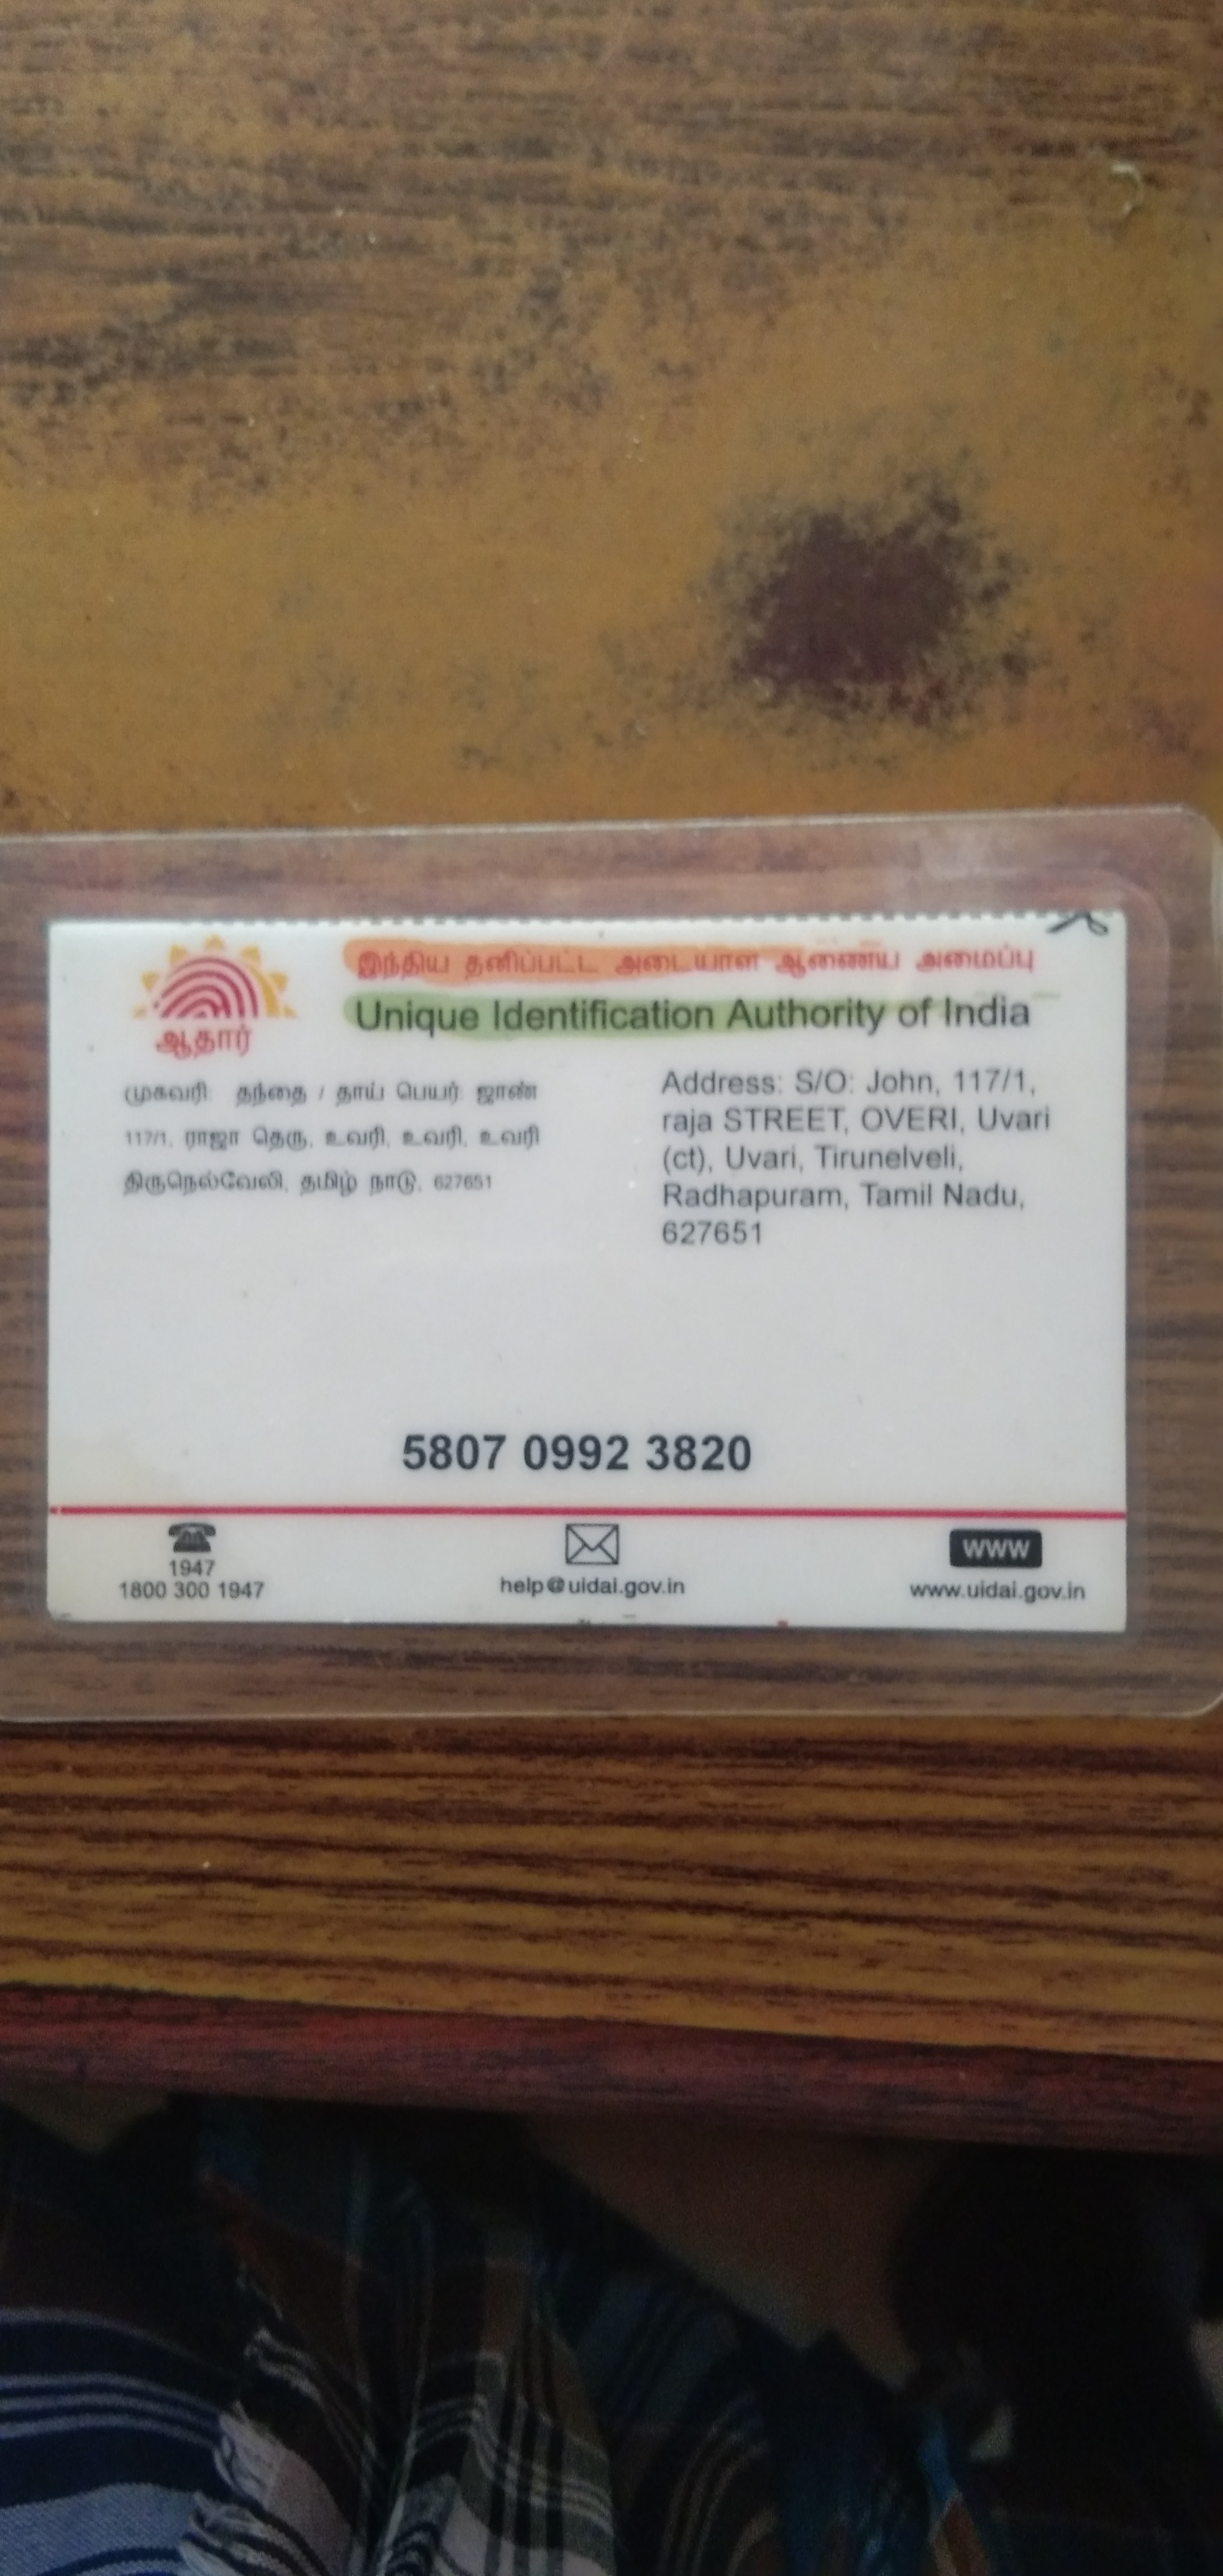 இந்திய தனிப்பட்ட அடையாள ஆணைய அமைப்பு
Unique Identification Authority of India
ஆதார்
முகவரி: தந்தை / தாய் பெயர்: ஜாண்
117/1, ராஜா தெரு, உவரி, உவரி, உவரி
திருநெல்வேலி, தமிழ் நாடு, 627651
Address: S/O: John, 117/1,
raja STREET, OVERI, Uvari
(ct), Uvari, Tirunelveli,
Radhapuram, Tamil Nadu,
627651
5807 0992 3820
1947
1800 300 1947
help@uidai.gov.in
WWW
www.uidai.gov.in